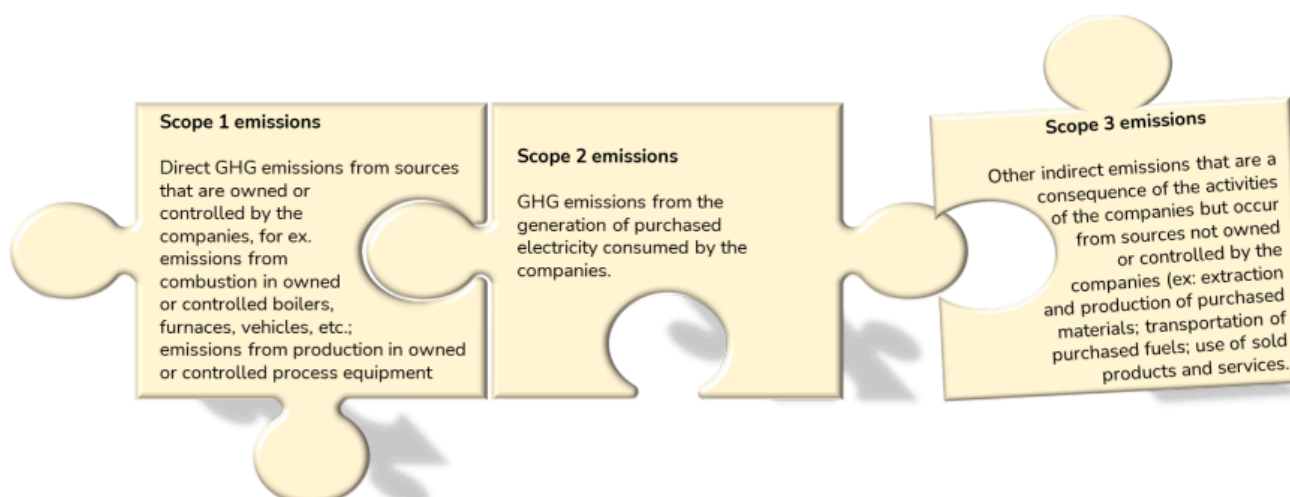 Scope 1 emissions
Direct GHG emissions from sources
that are owned or
controlled by the
companies, for ex.
emissions from
combustion in owned
or controlled boilers,
furnaces, vehicles, etc.;
emissions from production in owned
or controlled process equipment
Scope 2 emissions
GHG emissions from the
generation of purchased
electricity consumed by the
companies.
Scope 3 emissions
Other indirect emissions that are a
consequence of the activities
of the companies but occur
from sources not owned
or controlled by the
companies (ex: extraction
and production of purchased
materials; transportation of
purchased fuels; use of sold
products and services.